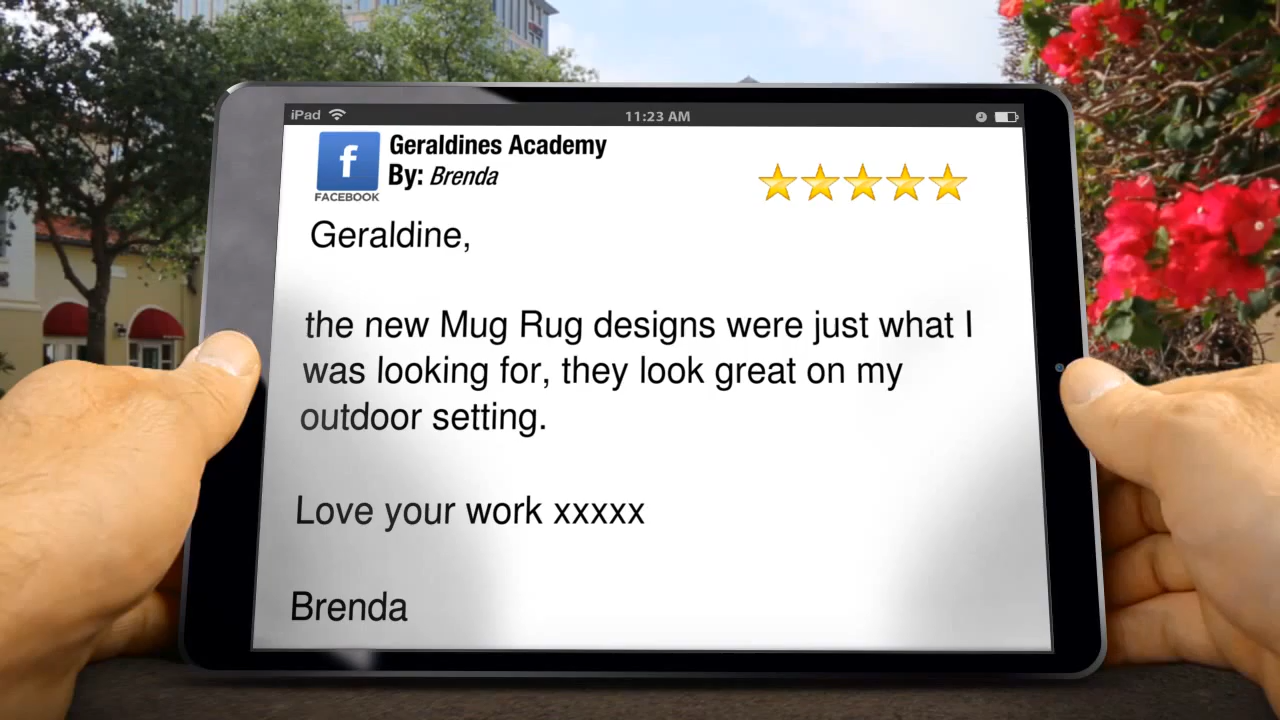 iPad
11:23 AM
f
FACEBOOK
Geraldines Academy
By: Brenda
Geraldine,
the new Mug Rug designs were just what I
was looking for, they look great on my
outdoor setting.
Love your work xxxxx
Brenda